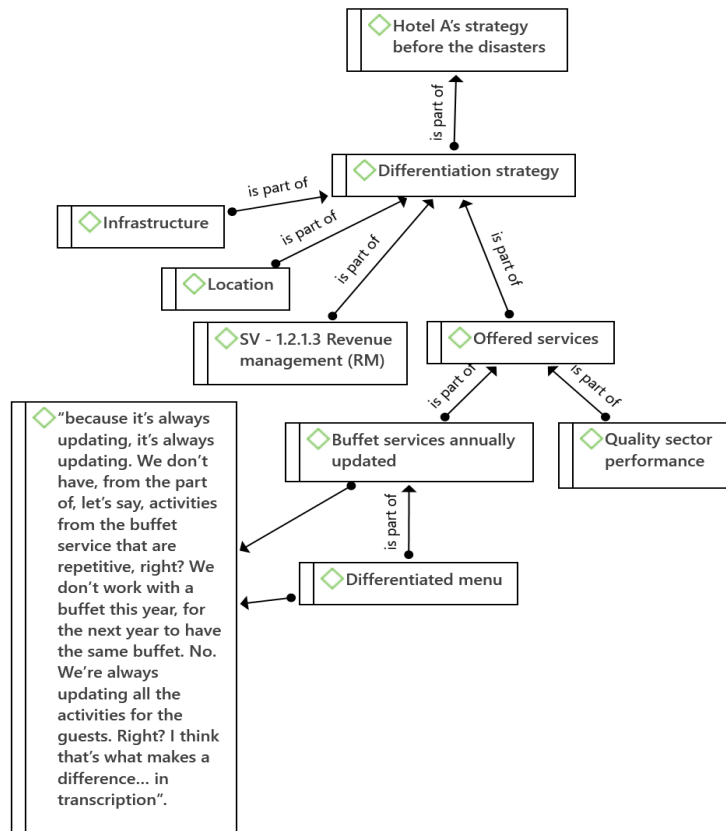 Hotel A's strategy
before the disasters
is part of
Differentiation strategy
is part of
Infrastructure
is part of
Location
is part of
SV - 1.2.1.3 Revenue
management (RM)
is part of
Offered services
is part of
is part of
Buffet services annually
updated
Quality sector
performance
is part of
Differentiated menu
“because it's always
updating, it's always
updating. We don't
have, from the part
of, let's say, activities
from the buffet
service that are
repetitive, right? We
don't work with a
buffet this year, for
the next year to have
the same buffet. No.
We're always
updating all the
activities for the
guests. Right? I think
that's what makes a
difference... in
transcription”.